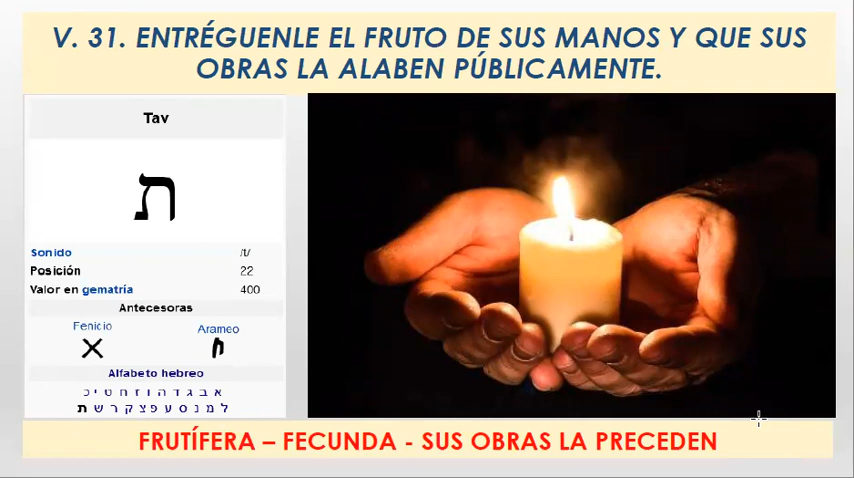 V. 31. ENTRÉGUENLE EL FRUTO DE SUS MANOS Y QUE SUS
OBRAS LA ALABEN PÚBLICAMENTE.
Tav
ת
Sonido /t/
Posición 22
Valor en gematría 400
Antecesoras
Fenicio Arameo
Alfabeto hebreo
א ב ג ד ה ו ז ח ט י כ
ל מ נ ס ע פ צ ק ר ש ת
FRUTÍFERA – FECUNDA - SUS OBRAS LA PRECEDEN